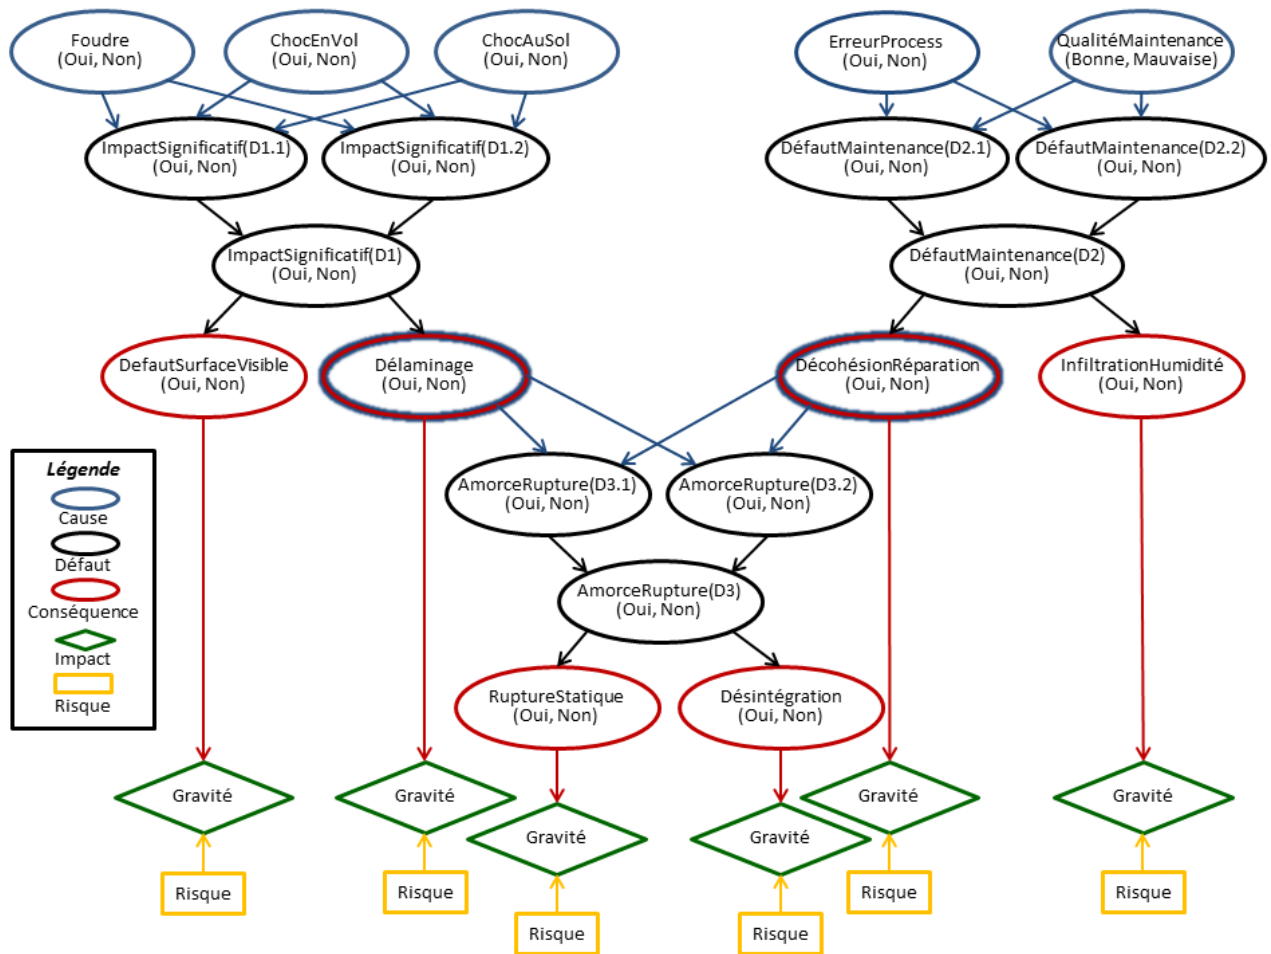 Foudre
(Oui, Non)
ChocEnVol
(Oui, Non)
ChocAuSol
(Oui, Non)
ErreurProcess
(Oui, Non)
QualitéMaintenance
(Bonne, Mauvaise)
ImpactSignificatif(D1.1)
(Oui, Non)
ImpactSignificatif(D1.2)
(Oui, Non)
DéfautMaintenance(D2.1)
(Oui, Non)
DéfautMaintenance(D2.2)
(Oui, Non)
ImpactSignificatif(D1)
(Oui, Non)
DéfautMaintenance(D2)
(Oui, Non)
DefautSurfaceVisible
(Oui, Non)
Délaminage
(Oui, Non)
DécohésionRéparation
(Oui, Non)
InfiltrationHumidité
(Oui, Non)
Légende
Cause
Défaut
Conséquence
Impact
Risque
AmorceRupture(D3.1)
(Oui, Non)
AmorceRupture(D3.2)
(Oui, Non)
AmorceRupture(D3)
(Oui, Non)
RuptureStatique
(Oui, Non)
Désintégration
(Oui, Non)
Gravité
Gravité
Gravité
Gravité
Gravité
Gravité
Risque
Risque
Risque
Risque
Risque
Risque